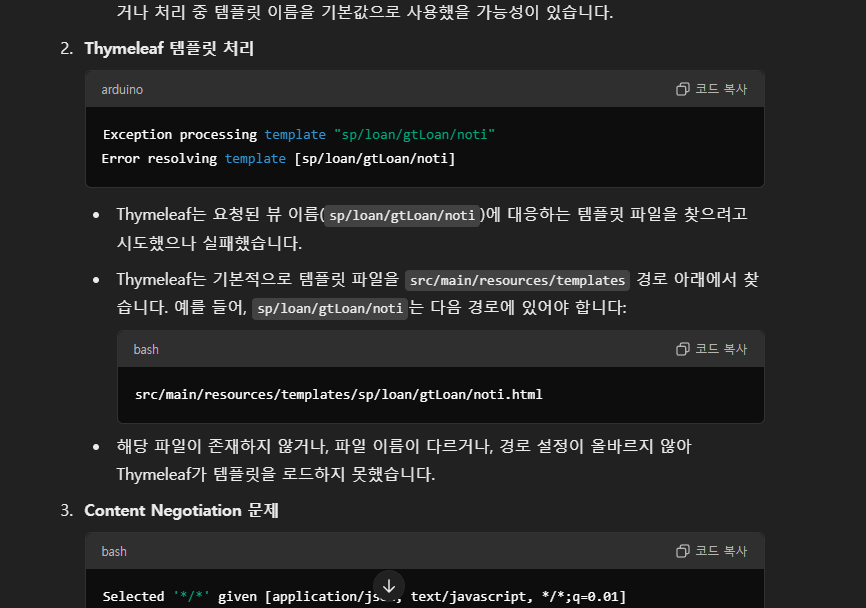 거나 처리 중 템플릿 이름을 기본값으로 사용했을 가능성이 있습니다.
2. Thymeleaf 템플릿 처리
arduino
코드 복사
Exception processing template "sp/loan/gtLoan/noti"
Error resolving template [sp/loan/gtLoan/noti]
• Thymeleaf는 요청된 뷰 이름(sp/loan/gtLoan/noti)에 대응하는 템플릿 파일을 찾으려고
시도했으나 실패했습니다.
• Thymeleaf는 기본적으로 템플릿 파일을 src/main/resources/templates 경로 아래에서 찾
습니다. 예를 들어, sp/loan/gtLoan/noti는 다음 경로에 있어야 합니다:
bash
코드 복사
src/main/resources/templates/sp/loan/gtLoan/noti.html
• 해당 파일이 존재하지 않거나, 파일 이름이 다르거나, 경로 설정이 올바르지 않아
Thymeleaf가 템플릿을 로드하지 못했습니다.
3. Content Negotiation 문제
bash
코드 복사
Selected '*/*' given [application/json, text/javascript, */*;q=0.01]